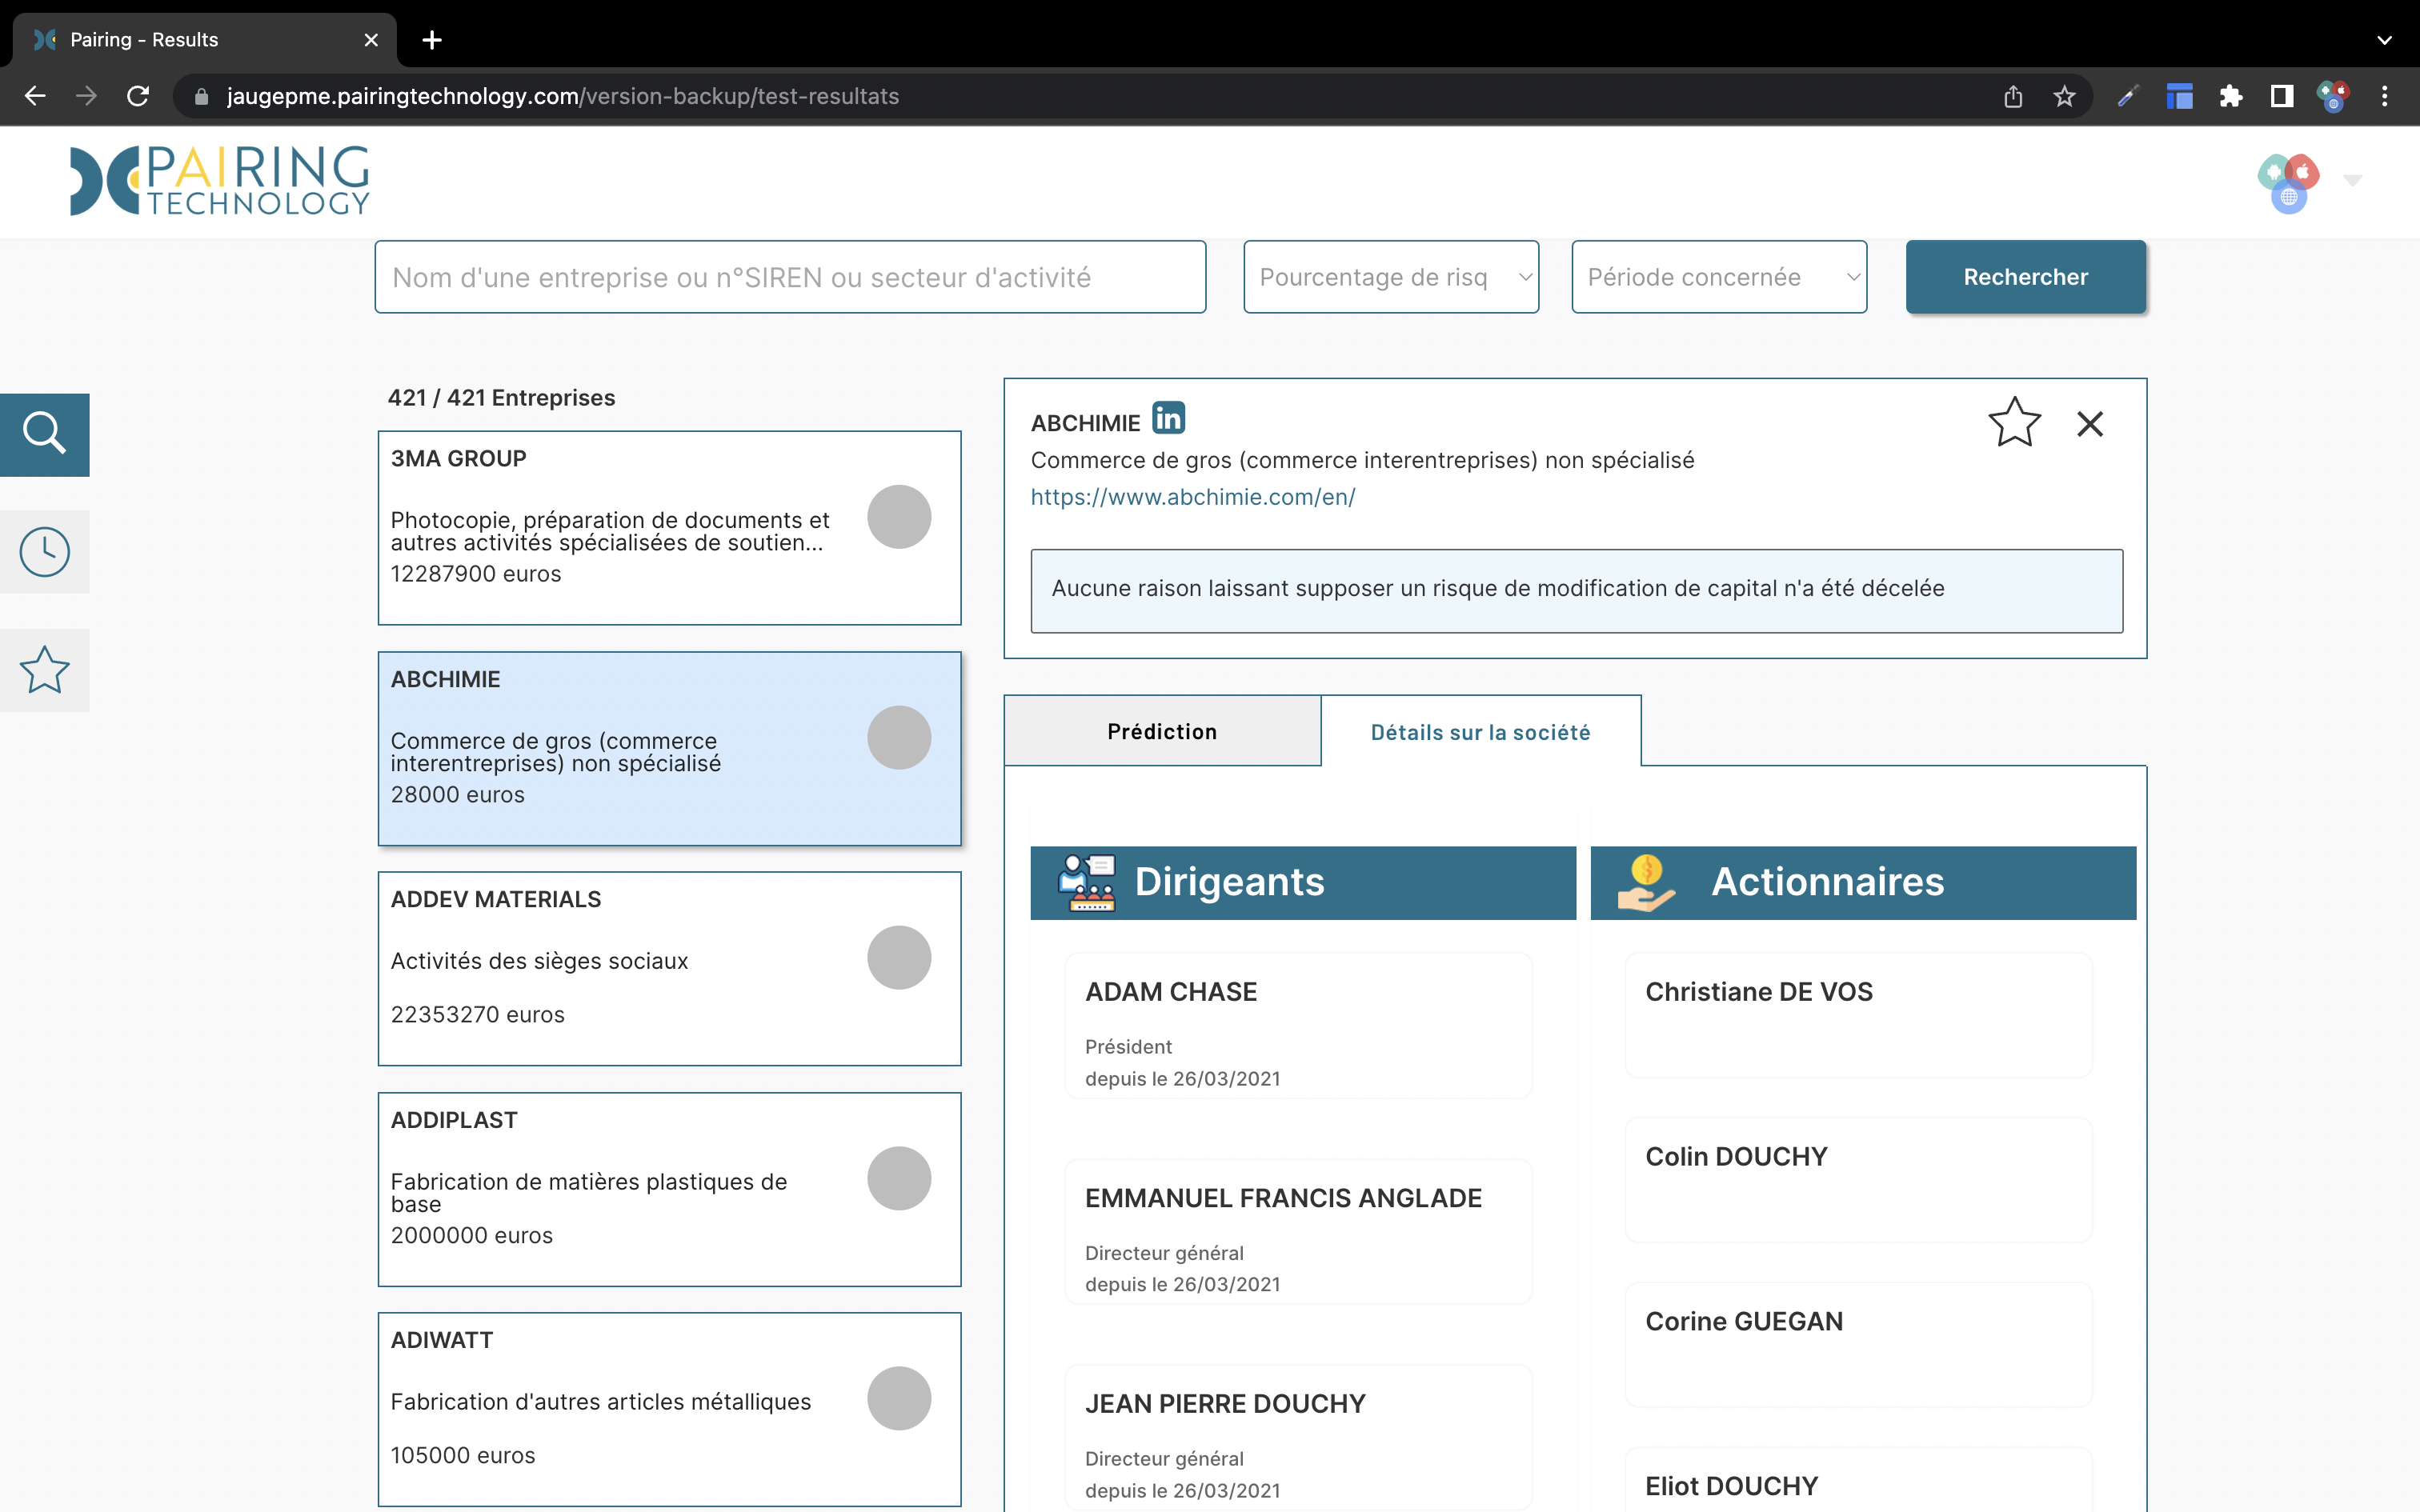 Pairing - Results
jaugepme.pairingtechnology.com/version-backup/test-resultats
PAIRING
TECHNOLOGY
Nom d'une entreprise ou n°SIREN ou secteur d'activité
Pourcentage de risq
Période concernée
Rechercher
421 / 421 Entreprises
3MA GROUP
Photocopie, préparation de documents et
autres activités spécialisées de soutien...
12287900 euros
ABCHIMIE
Commerce de gros (commerce
interentreprises) non spécialisé
28000 euros
ADDEV MATERIALS
Activités des sièges sociaux
22353270 euros
ADDIPLAST
Fabrication de matières plastiques de
base
2000000 euros
ADIWATT
Fabrication d'autres articles métalliques
105000 euros
ABCHIMIE in
Commerce de gros (commerce interentreprises) non spécialisé
https://www.abchimie.com/en/
Aucune raison laissant supposer un risque de modification de capital n'a été décelée
Prédiction
Détails sur la société
Dirigeants
ADAM CHASE
Président
depuis le 26/03/2021
EMMANUEL FRANCIS ANGLADE
Directeur général
depuis le 26/03/2021
JEAN PIERRE DOUCHY
Directeur général
depuis le 26/03/2021
Actionnaires
Christiane DE VOS
Colin DOUCHY
Corine GUEGAN
Eliot DOUCHY